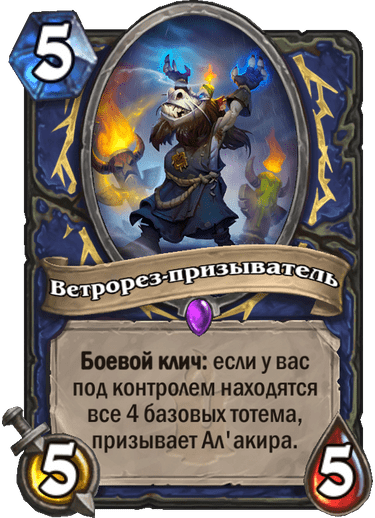 5
Ветрорез-призыватель
Боевой клич: если у вас
под контролем находятся
все 4 базовых тотема,
призывает Ал'акира.
5
5